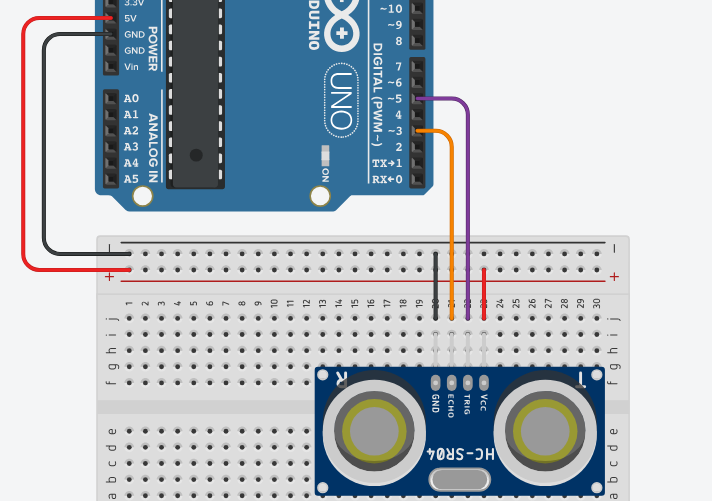 3.3V
5V
GND
GND
Vin
POWER
A0
A1
A2
A3
A4
A5
ANALOG IN
ARDUINO
UNO
ON
DIGITAL (PWM~)
~10
~9
8
7
~6
~5
4
~3
2
TX→1
RX←0
− −
+ +
1 2 3 4 5 6 7 8 9 10 11 12 13 14 15 16 17 18 19 20 21 22 23 24 25 26 27 28 29 30
j j
i i
h h
g g
f f
e e
d d
c c
b b
a a
R T
GND ECHO TRIG VCC
HC-SR04